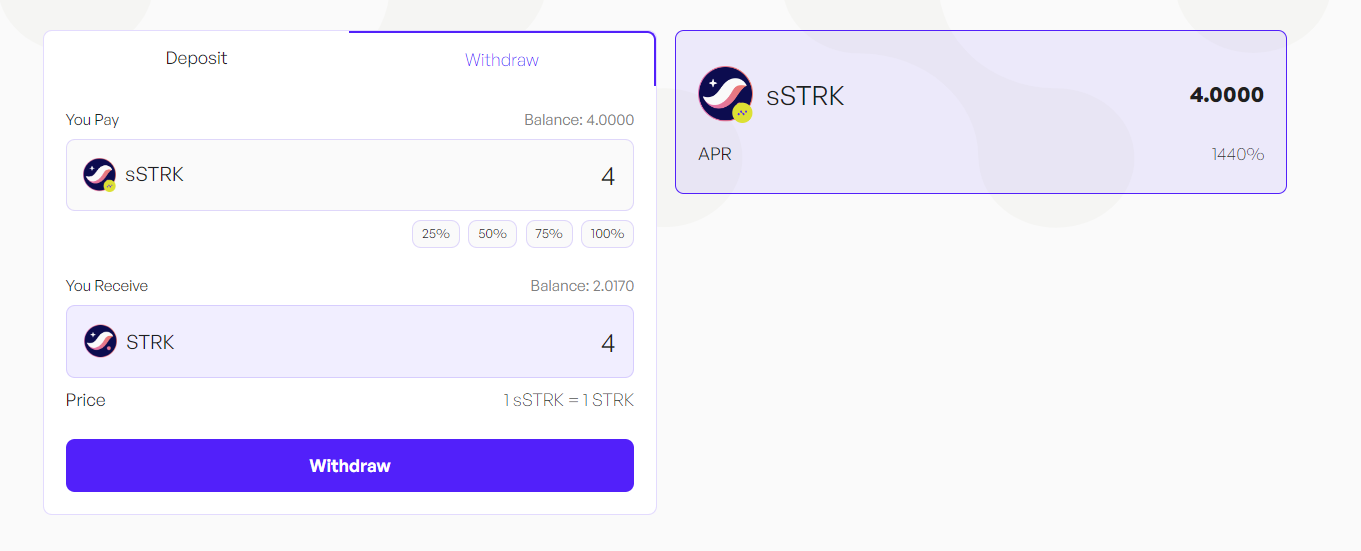 Deposit
Withdraw
You Pay
Balance: 4.0000
sSTRK
4
25%
50%
75%
100%
You Receive
Balance: 2.0170
STRK
4
Price
1 sSTRK = 1 STRK
Withdraw
sSTRK
4.0000
APR
1440%